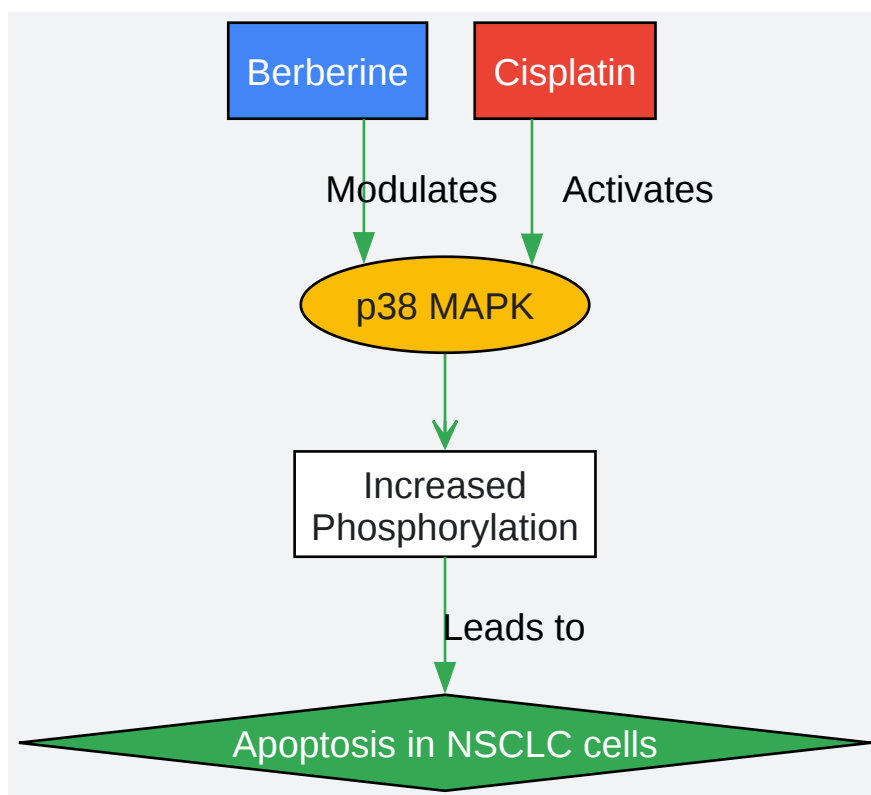 Berberine
Cisplatin
Modulates
Activates
p38 MAPK
Increased
Phosphorylation
Leads to
Apoptosis in NSCLC cells